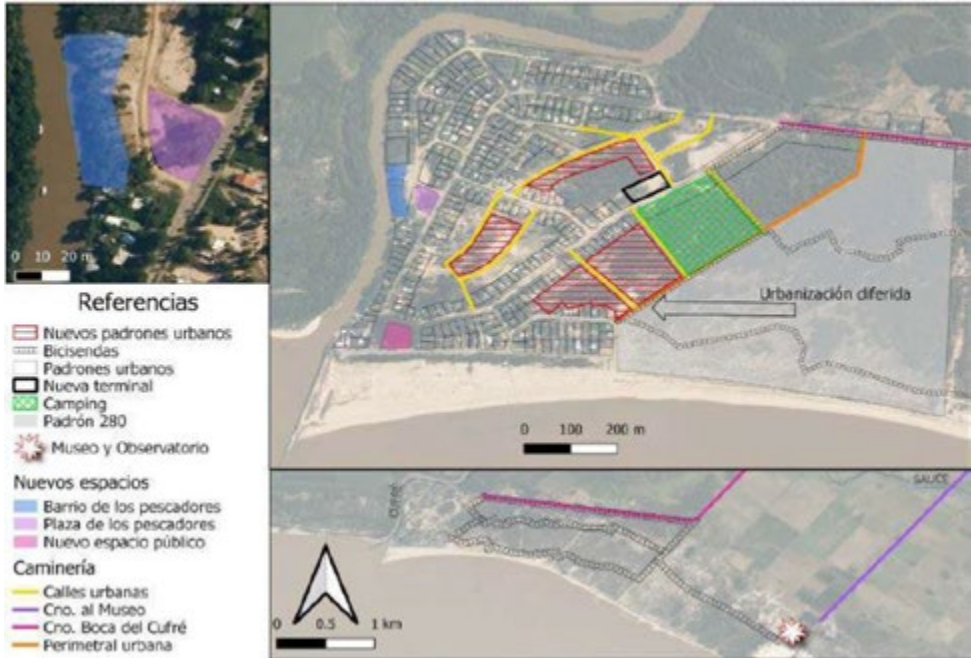 0 10 20 m
Referencias
Nuevos padrones urbanos
Bicisendas
Padrones urbanos
Nueva terminal
Camping
Padrón 280
Museo y Observatorio
Nuevos espacios
Barrio de los pescadores
Plaza de los pescadores
Nuevo espacio público
Caminería
Calles urbanas
Cno. al Museo
Cno. Boca del Cufré
Perimetral urbana
Urbanización diferida
0 100 200 m
CUFRÉ
SAUCE
0 0.5 1 km